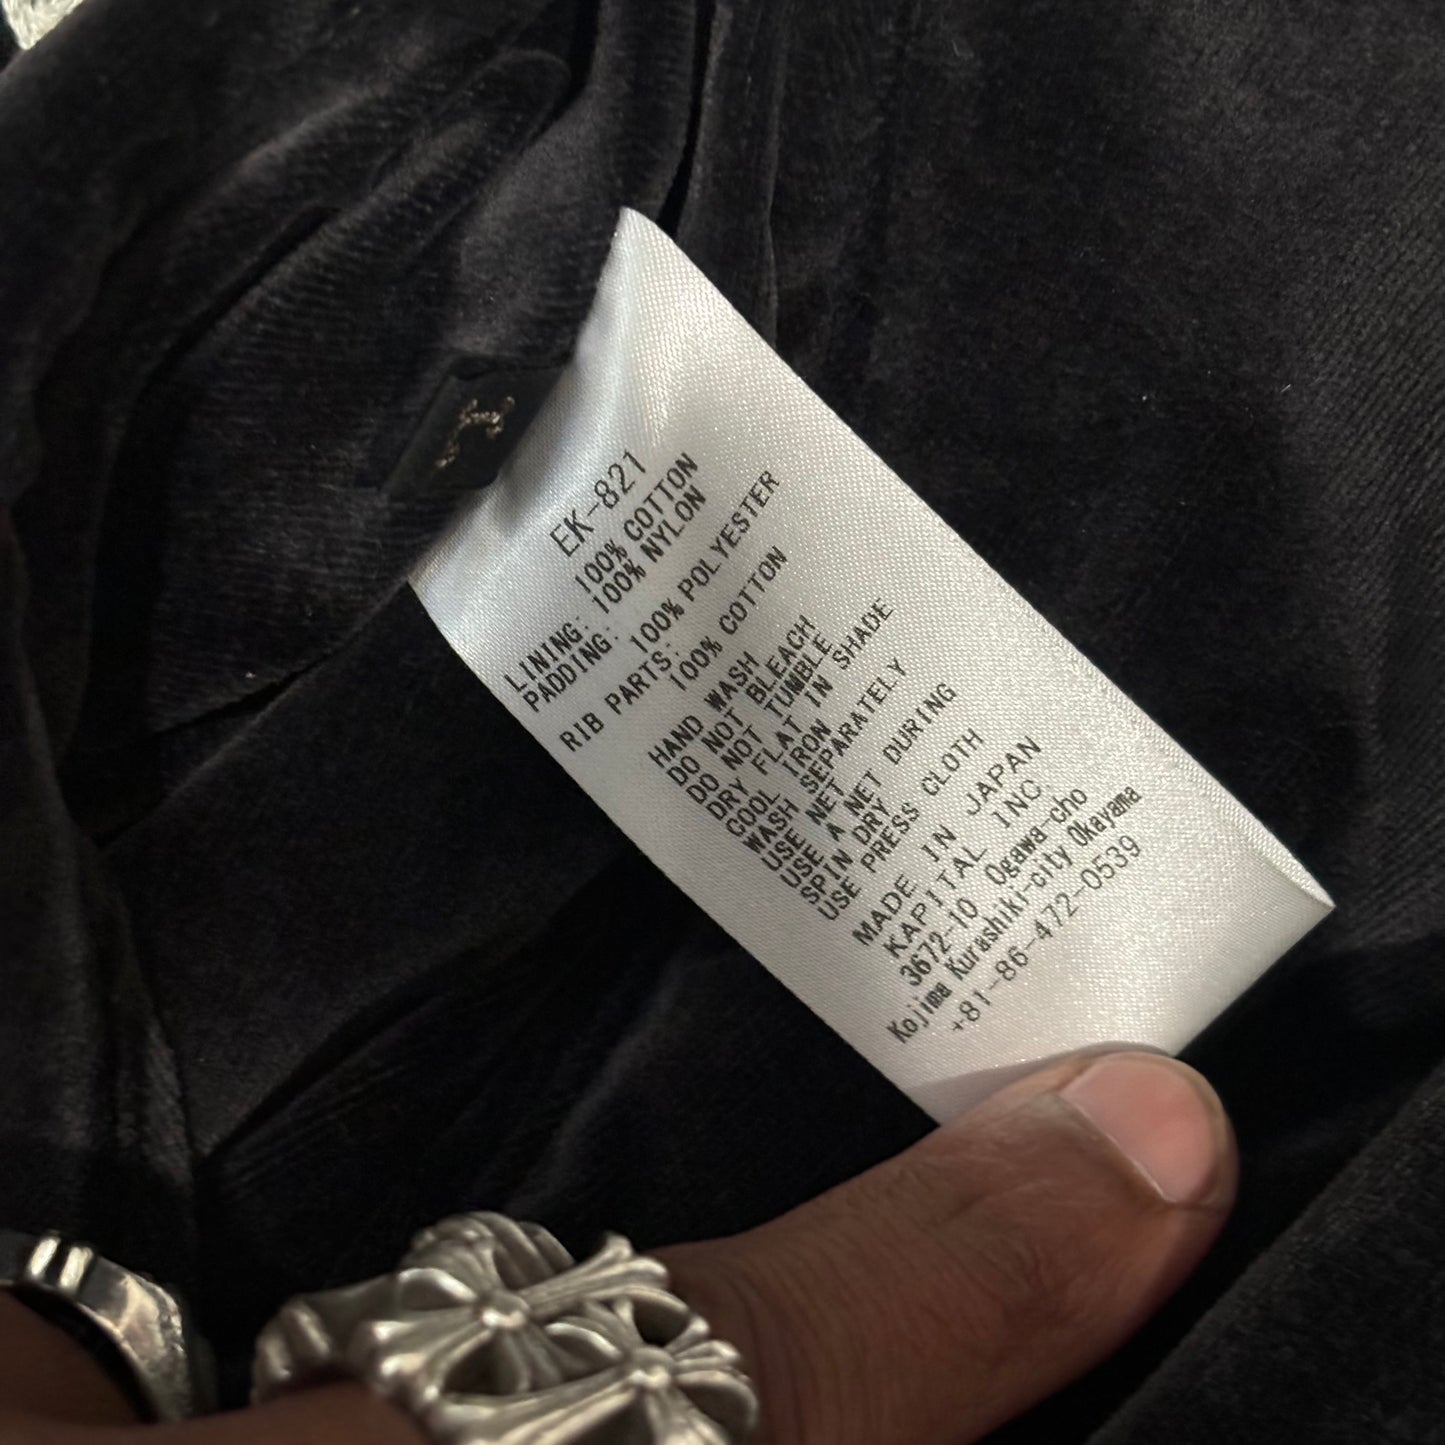 EK-821
100% COTTON
LINING: 100% NYLON
PADDING:
100% POLYESTER
RIB PARTS:
100% COTTON
HAND WASH
DO NOT BLEACH
DO NOT TUMBLE
DRY FLAT IN SHADE
COOL IRON
WASH SEPARATELY
USE NET
USE A NET DURING
SPIN DRY
USE PRESS CLOTH
MADE IN JAPAN
KAPITAL INC
3672-10 Ogawa-cho
Kojima Kurashiki-city Okayama
+81-86-472-0539